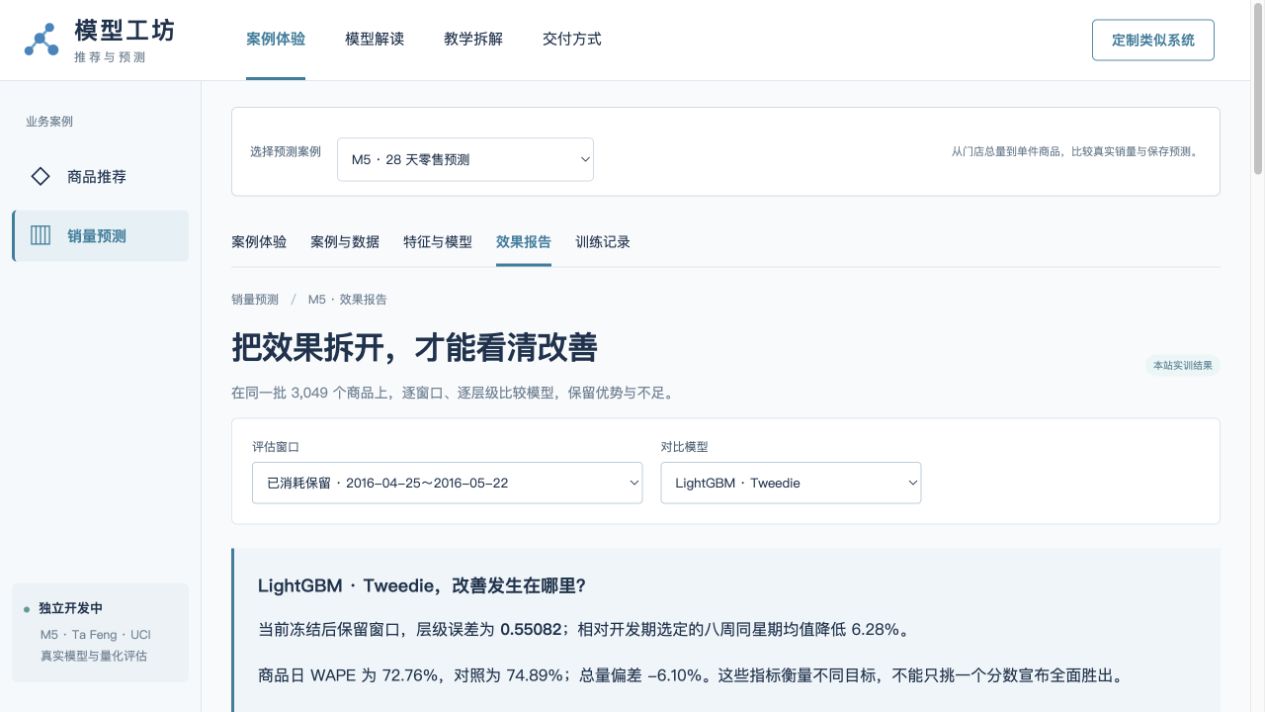 模型工坊
推荐与预测
案例体验
模型解读
教学拆解
交付方式
定制类似系统
业务案例
商品推荐
销量预测
独立开发中
M5 · Ta Feng · UCI
真实模型与量化评估
选择预测案例
M5 · 28 天零售预测
从门店总量到单件商品，比较真实销量与保存预测。
案例体验
案例与数据
特征与模型
效果报告
训练记录
销量预测 / M5 · 效果报告
把效果拆开，才能看清改善
在同一批 3,049 个商品上，逐窗口、逐层级比较模型，保留优势与不足。
本站实训结果
评估窗口
已消耗保留 · 2016-04-25～2016-05-22
对比模型
LightGBM · Tweedie
LightGBM · Tweedie，改善发生在哪里？
当前冻结后保留窗口，层级误差为 0.55082；相对开发期选定的八周同星期均值降低 6.28%。
商品日 WAPE 为 72.76%，对照为 74.89%；总量偏差 −6.10%。这些指标衡量不同目标，不能只挑一个分数宣布全面胜出。